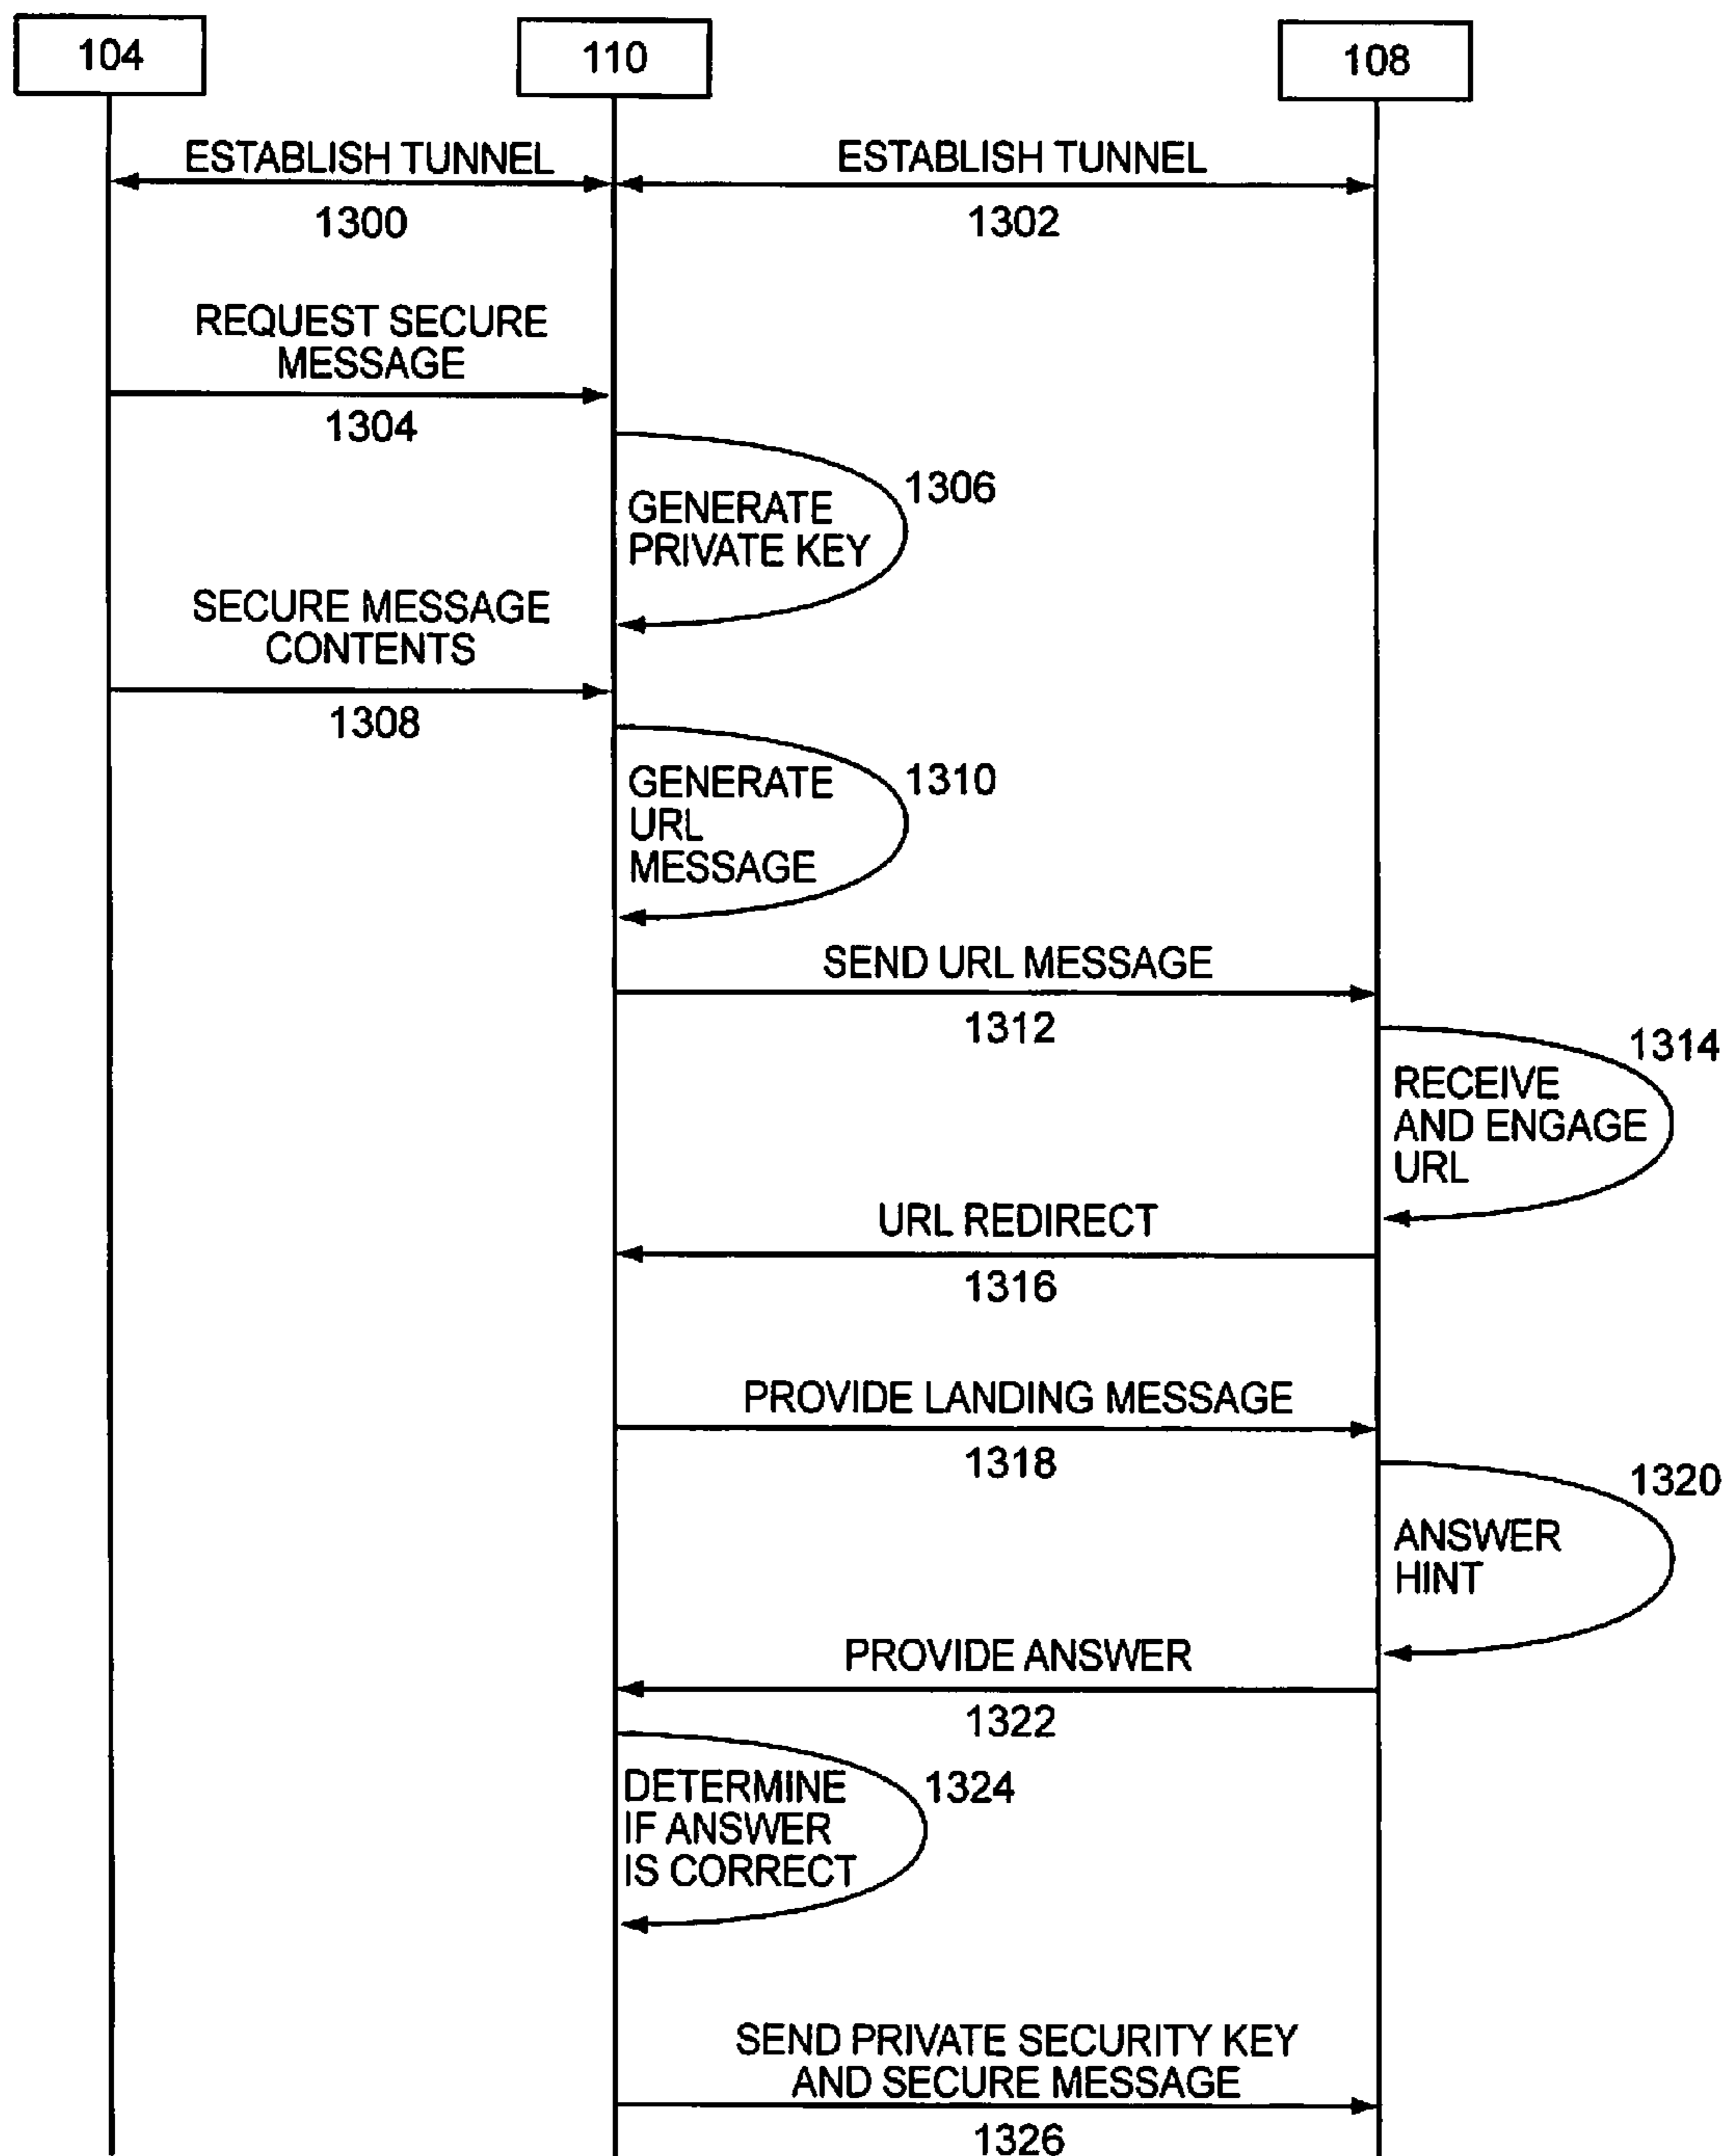 104
110
108
ESTABLISH TUNNEL
1300
ESTABLISH TUNNEL
1302
REQUEST SECURE
MESSAGE
1304
1306
GENERATE
PRIVATE KEY
SECURE MESSAGE
CONTENTS
1308
1310
GENERATE
URL
MESSAGE
SEND URL MESSAGE
1312
1314
RECEIVE
AND ENGAGE
URL
URL REDIRECT
1316
PROVIDE LANDING MESSAGE
1318
1320
ANSWER
HINT
PROVIDE ANSWER
1322
1324
DETERMINE
IF ANSWER
IS CORRECT
SEND PRIVATE SECURITY KEY
AND SECURE MESSAGE
1326